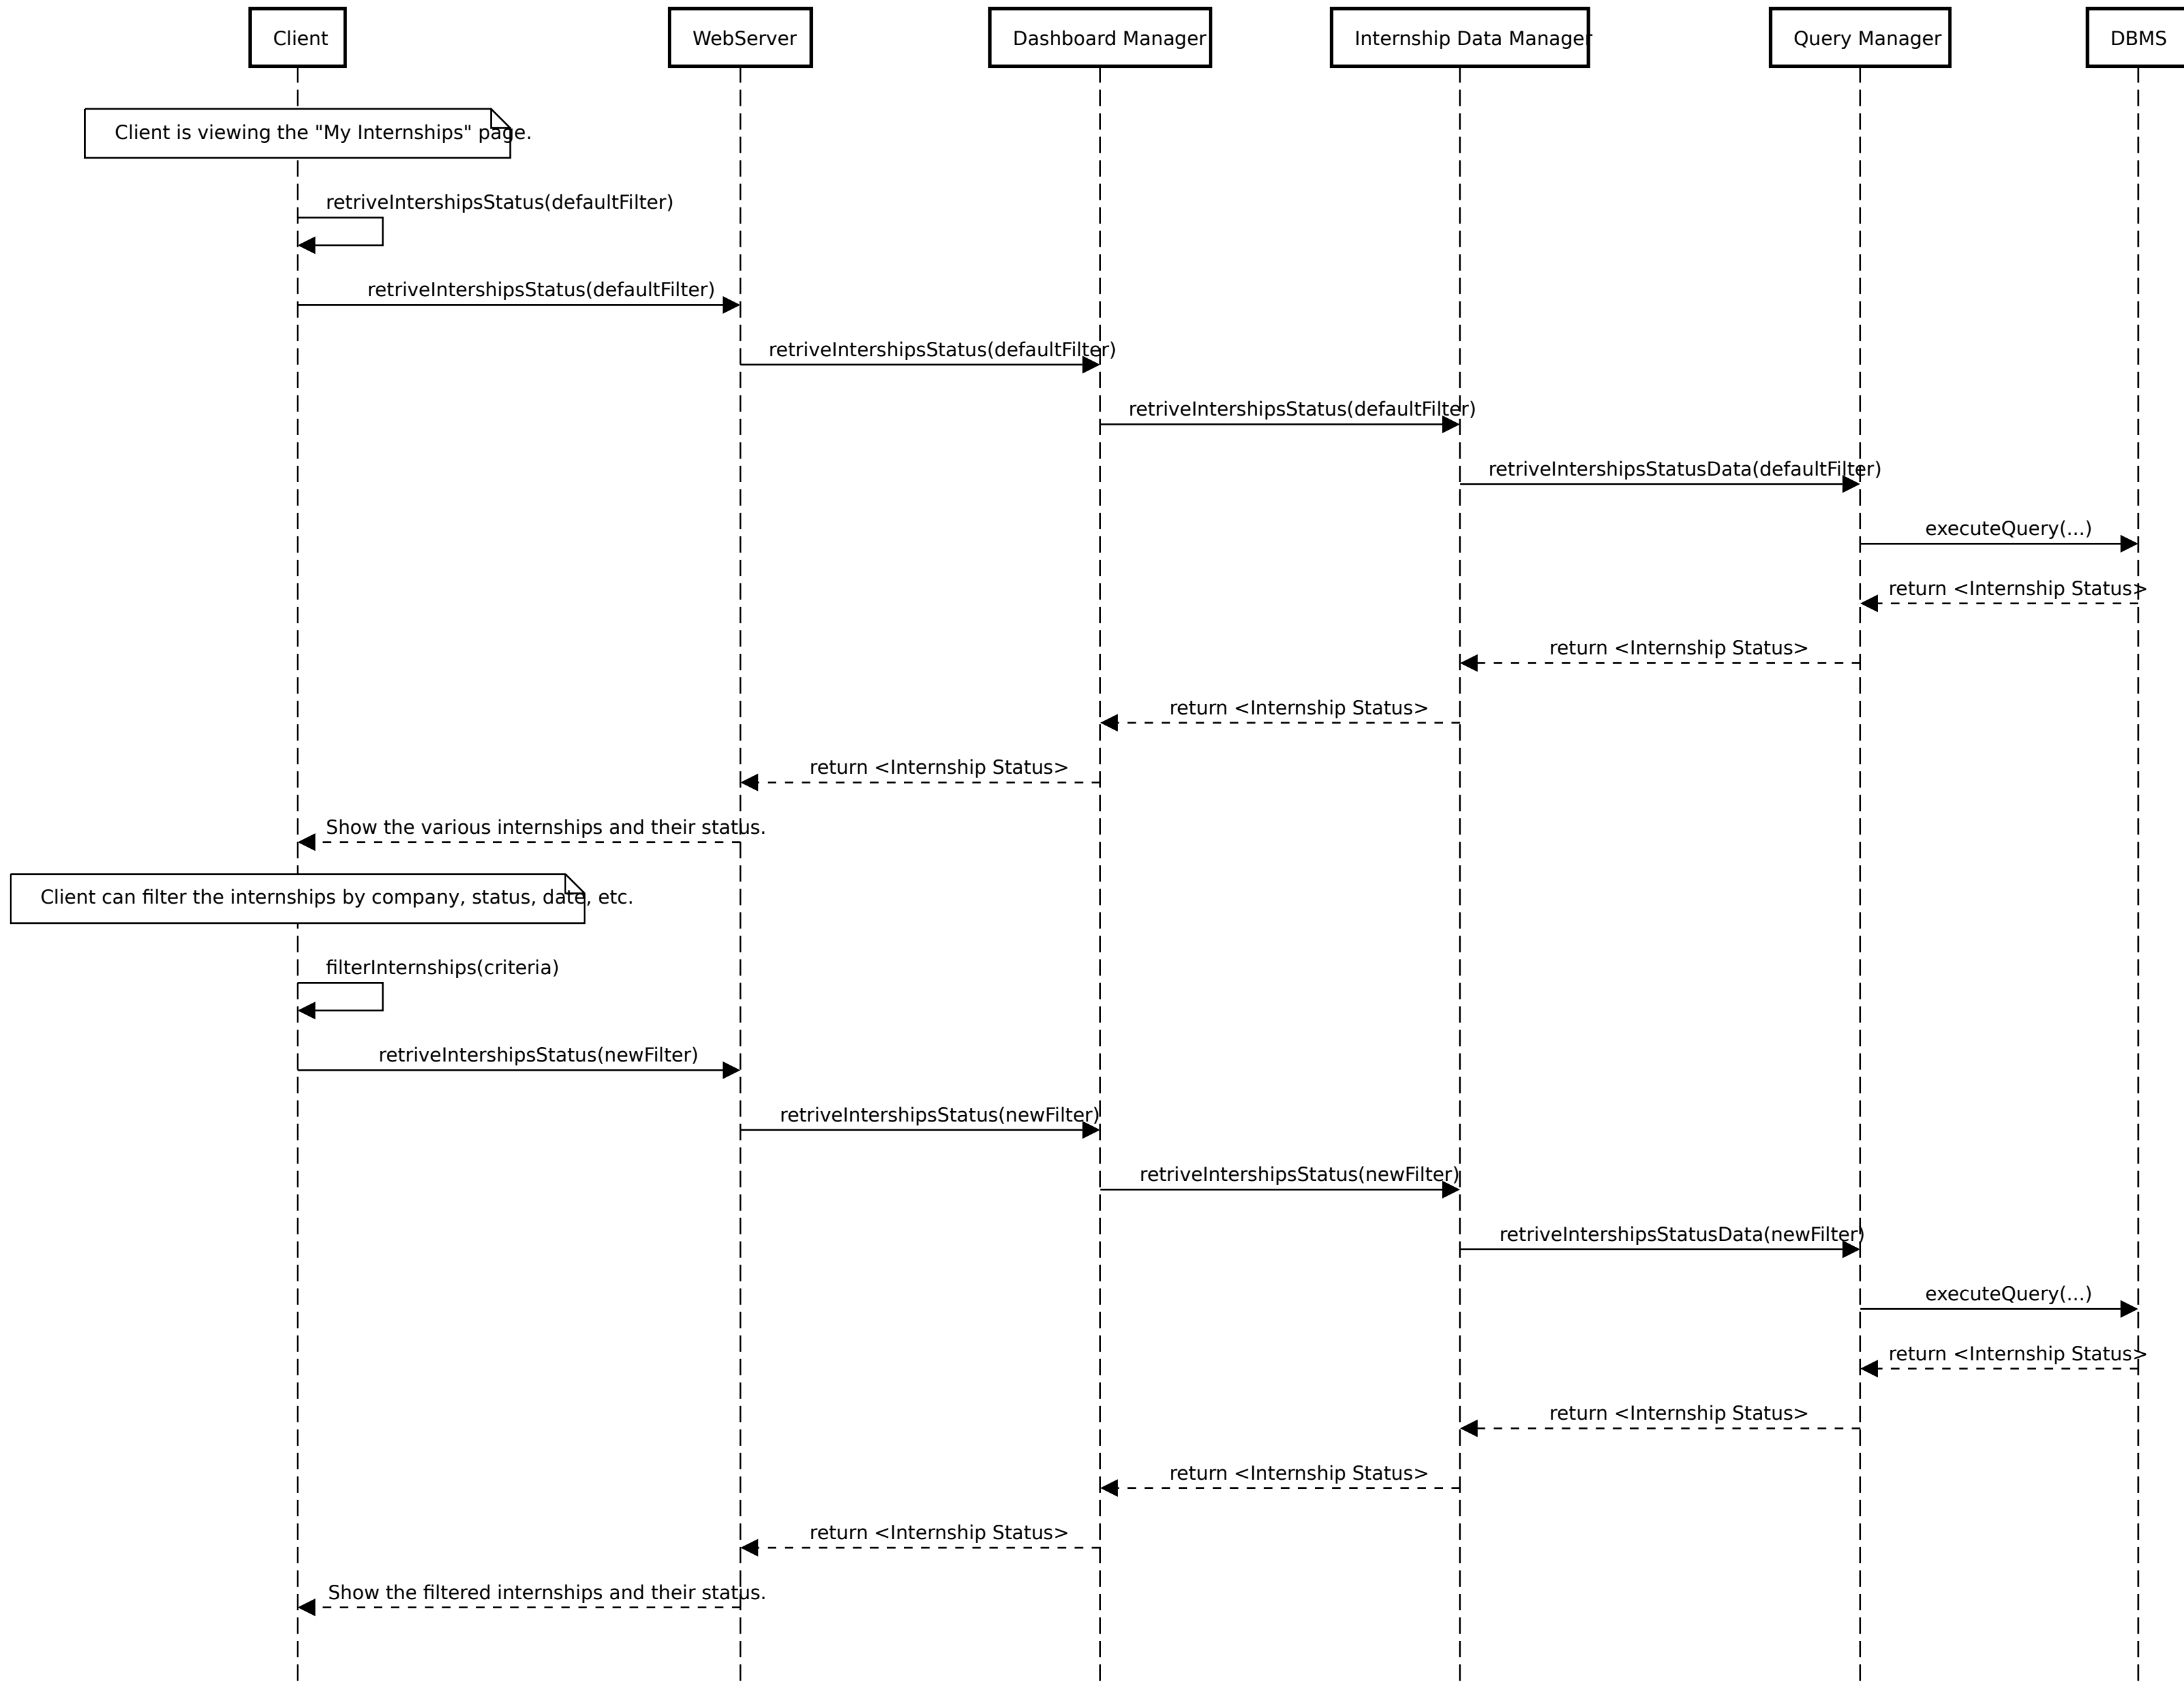 Client
WebServer
Dashboard Manager
Internship Data Manager
Query Manager
DBMS
Client is viewing the "My Internships" page.
retriveIntershipsStatus(defaultFilter)
retriveIntershipsStatus(defaultFilter)
retriveIntershipsStatus(defaultFilter)
retriveIntershipsStatus(defaultFilter)
retriveIntershipsStatusData(defaultFilter)
executeQuery(...)
return <Internship Status>
return <Internship Status>
return <Internship Status>
return <Internship Status>
Show the various internships and their status.
Client can filter the internships by company, status, date, etc.
filterInternships(criteria)
retriveIntershipsStatus(newFilter)
retriveIntershipsStatus(newFilter)
retriveIntershipsStatus(newFilter)
retriveIntershipsStatusData(newFilter)
executeQuery(...)
return <Internship Status>
return <Internship Status>
return <Internship Status>
return <Internship Status>
Show the filtered internships and their status.